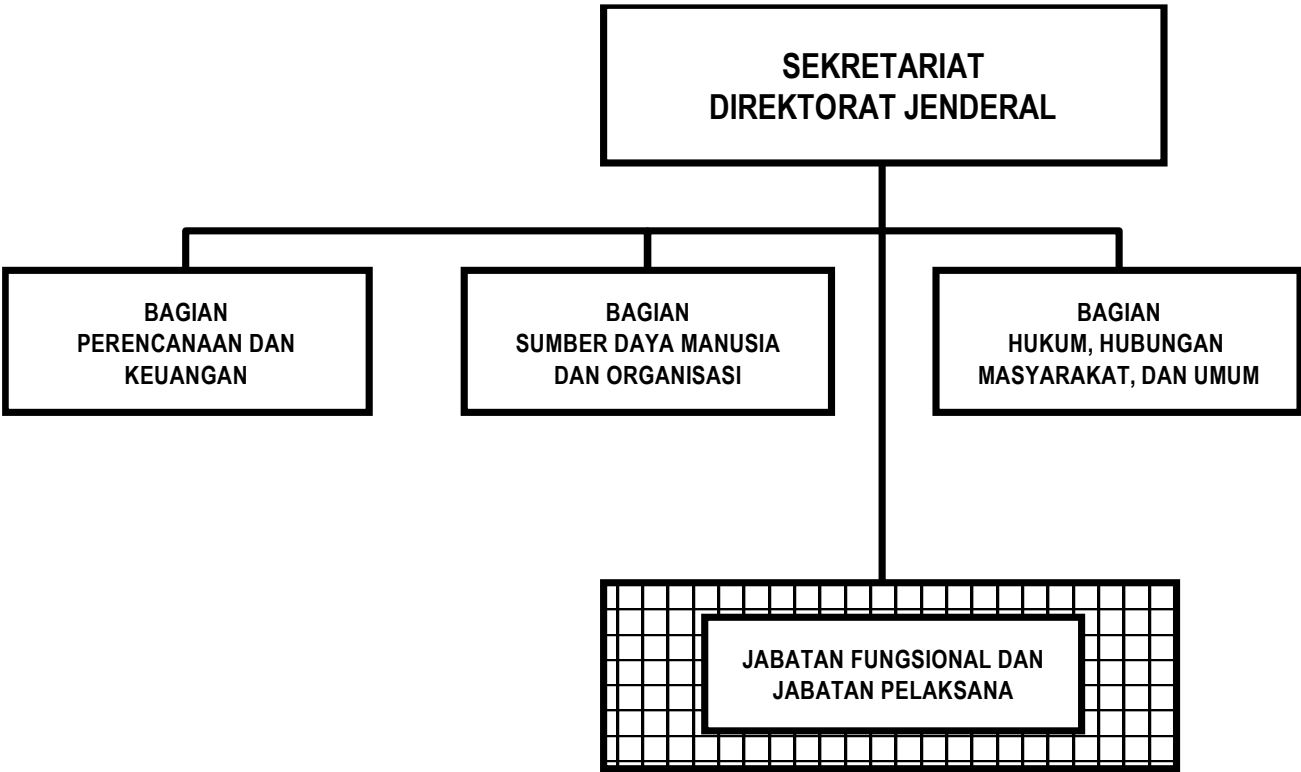 SEKRETARIAT
DIREKTORAT JENDERAL
BAGIAN
PERENCANAAN DAN
KEUANGAN
BAGIAN
SUMBER DAYA MANUSIA
DAN ORGANISASI
BAGIAN
HUKUM, HUBUNGAN
MASYARAKAT, DAN UMUM
JABATAN FUNGSIONAL DAN
JABATAN PELAKSANA